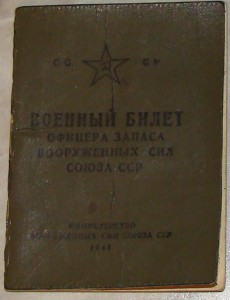 СС СР
ВОЕННЫЙ БИЛЕТ
ОФИЦЕРА ЗАПАСА
ВООРУЖЕННЫХ СИЛ
СОЮЗА ССР
МИНИСТЕРСТВО
ВООРУЖЕННЫХ СИЛ СОЮЗА ССР